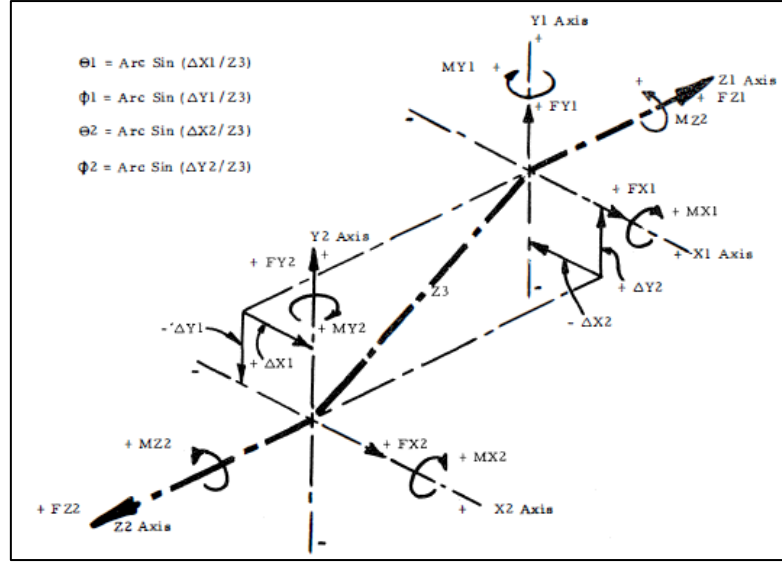 Θ1 = Arc Sin (ΔX1/Z3)
ϕ1 = Arc Sin (ΔY1/Z3)
Θ2 = Arc Sin (ΔX2/Z3)
ϕ2 = Arc Sin (ΔY2/Z3)
Y1 Axis
+
MY1 +
FY1
Z1 Axis
+
+ FZ1
MZ2
-
FX1
+ MX1
+ X1 Axis
Y2 Axis
+
+ FY2
Z3
+ ΔY2
- ΔX2
-
+ MY2
-ΔY1
+ ΔX1
-
+ MZ2
+ FX2
+ MX2
+ FZ2
Z2 Axis
+
X2 Axis
-